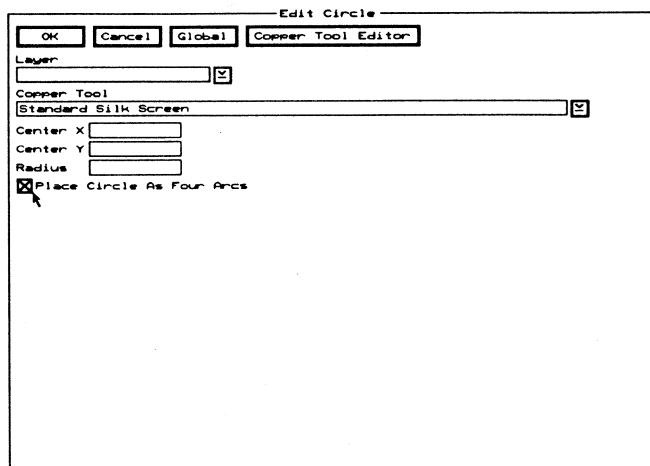 Edit Circle
OK Cancel Global Copper Tool Editor
Layer
Copper Tool
Standard Silk Screen
Center X
Center Y
Radius
Place Circle As Four Arcs